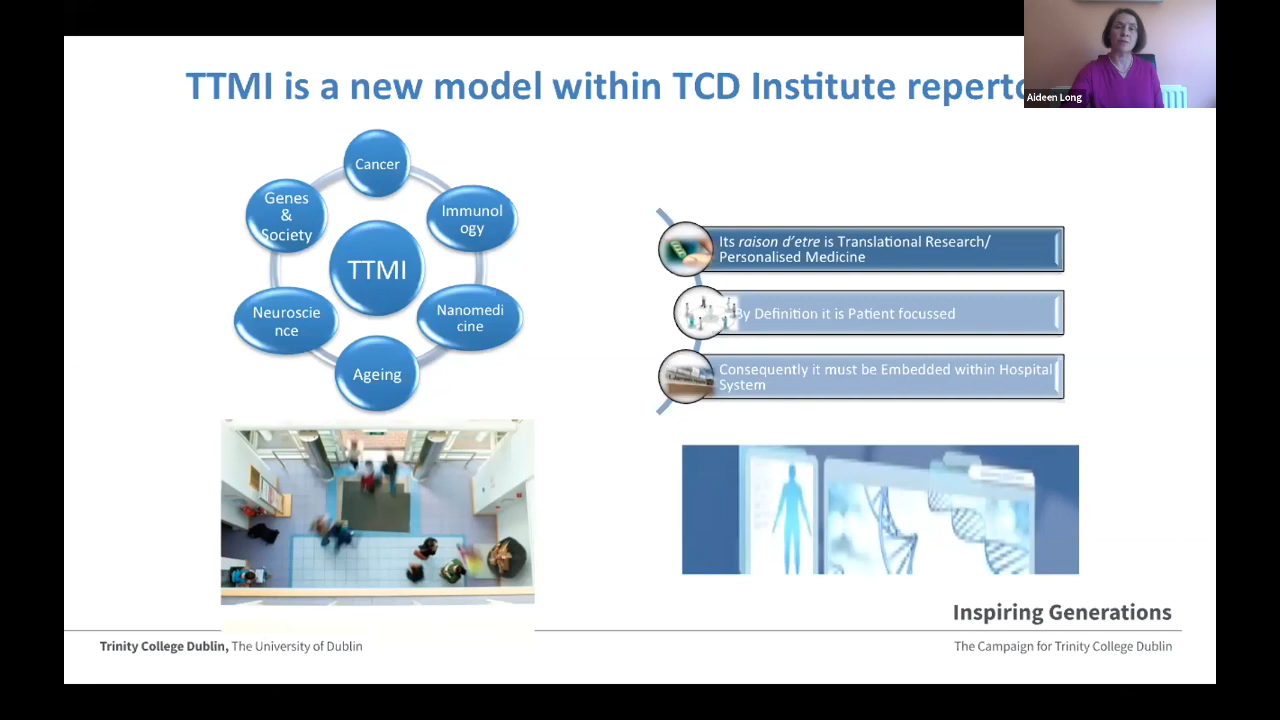 TTMI is a new model within TCD Institute reperto
Aideen Long
Cancer
Genes
&
Society
Immunol
ogy
TTMI
Neuroscie
nce
Nanomedi
cine
Ageing
Its raison d’etre is Translational Research/
Personalised Medicine
By Definition it is Patient focussed
Consequently it must be Embedded within Hospital
System
Inspiring Generations
Trinity College Dublin, The University of Dublin
The Campaign for Trinity College Dublin